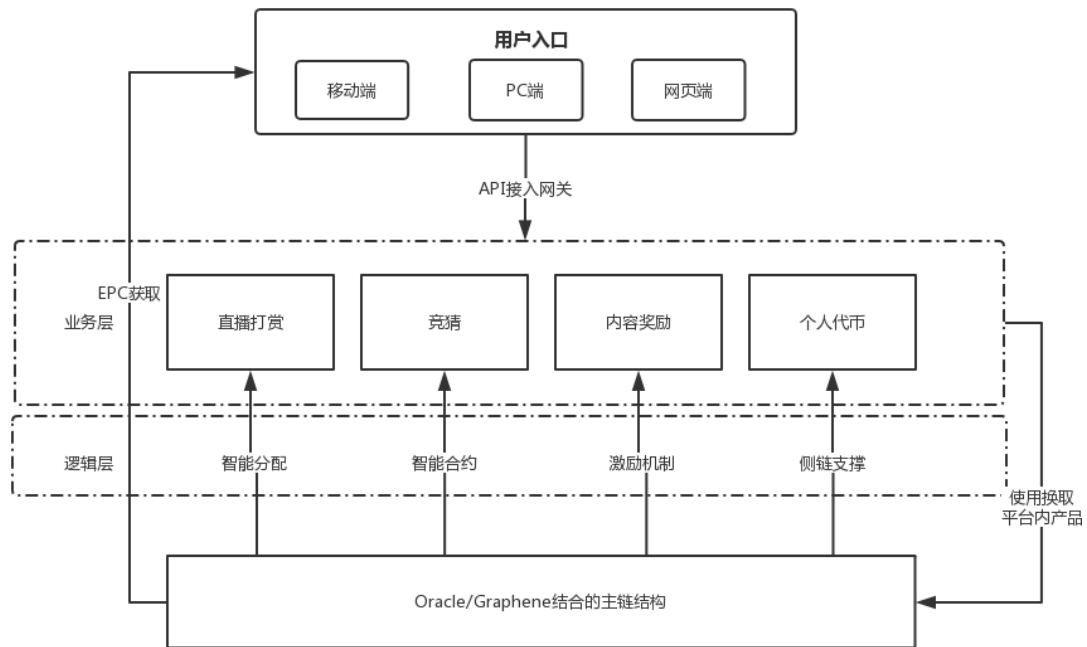 用户入口
移动端
PC端
网页端
API接入网关
EPC获取
业务层
直播打赏
竞猜
内容奖励
个人代币
逻辑层
智能分配
智能合约
激励机制
侧链支撑
使用换取
平台内产品
Oracle/Graphene结合的主链结构